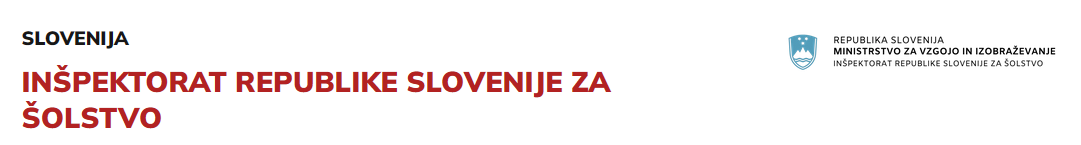 SLOVENIJA
INŠPEKTORAT REPUBLIKE SLOVENIJE ZA
ŠOLSTVO
REPUBLIKA SLOVENIJA
MINISTRSTVO ZA VZGOJO IN IZOBRAŽEVANJE
INŠPEKTORAT REPUBLIKE SLOVENIJE ZA ŠOLSTVO